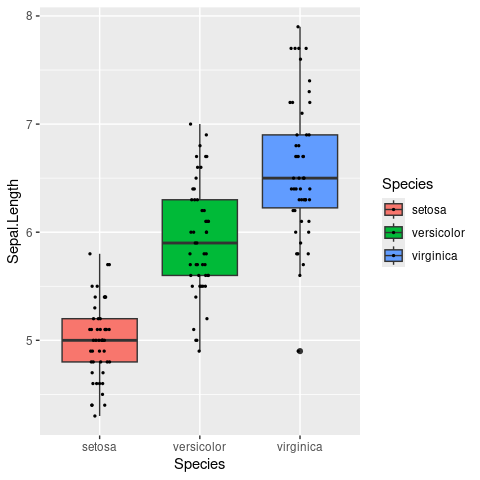 8
7
6
5
Sepal.Length
setosa
versicolor
virginica
Species
Species
setosa
versicolor
virginica